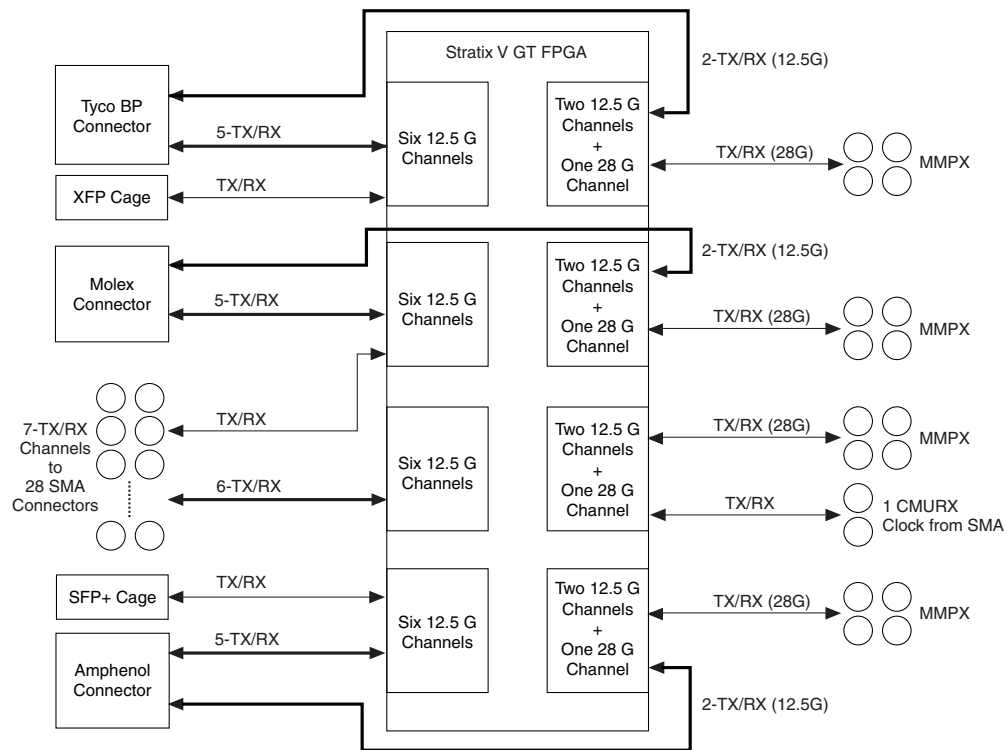 Stratix V GT FPGA
2-TX/RX (12.5G)
Tyco BP
Connector
5-TX/RX
Six 12.5 G
Channels
Two 12.5 G
Channels
+
One 28 G
Channel
TX/RX (28G)
MMPX
XFP Cage
TX/RX
Molex
Connector
5-TX/RX
Six 12.5 G
Channels
Two 12.5 G
Channels
+
One 28 G
Channel
2-TX/RX (12.5G)
TX/RX (28G)
MMPX
7-TX/RX
Channels
to
28 SMA
Connectors
TX/RX
6-TX/RX
Six 12.5 G
Channels
Two 12.5 G
Channels
+
One 28 G
Channel
TX/RX (28G)
MMPX
TX/RX
1 CMURX
Clock from SMA
SFP+ Cage
TX/RX
Amphenol
Connector
5-TX/RX
Six 12.5 G
Channels
Two 12.5 G
Channels
+
One 28 G
Channel
TX/RX (28G)
MMPX
2-TX/RX (12.5G)